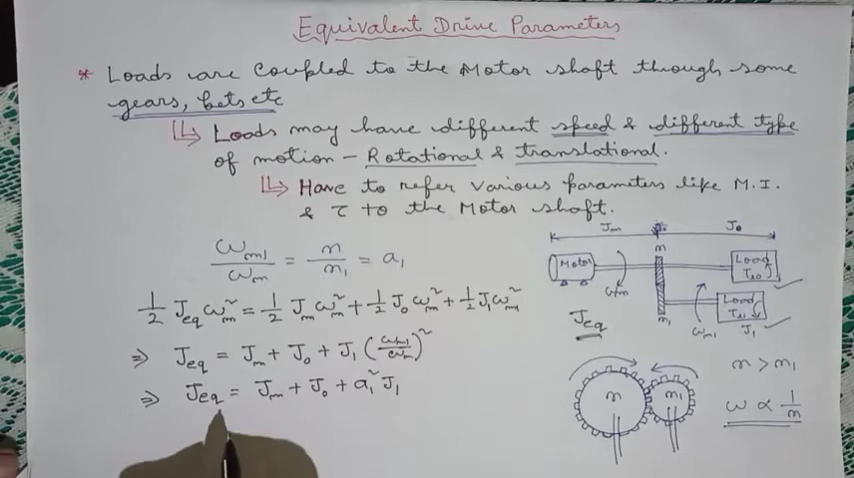 Equivalent Drive Parameters
* Loads are coupled to the Motor shaft through some
gears, bets etc
↳ Loads may have different speed & different type
of motion - Rotational & translational.
↳ Have to refer various parameters like M.I.
& τ to the Motor shaft.
ωm1/ωm = n/n1 = a1
1/2 Jeq ωm² = 1/2 Jm ωm² + 1/2 J0 ωm² + 1/2 J1 ωm1²
⇒ Jeq = Jm + J0 + J1 (ωm1/ωm)²
⇒ Jeq = Jm + J0 + a1² J1
Jm J0
n
Motor
ωm
Load
TL0
Load
TL1
n1
ωm1
J1
Jeq
n n1
n > n1
ω ∝ 1/n